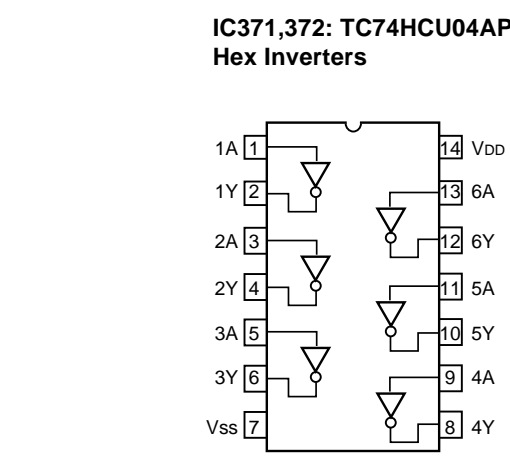 IC371,372: TC74HCU04AP
Hex Inverters
1A 1 14 VDD
1Y 2 13 6A
2A 3 12 6Y
2Y 4 11 5A
3A 5 10 5Y
3Y 6 9 4A
Vss 7 8 4Y